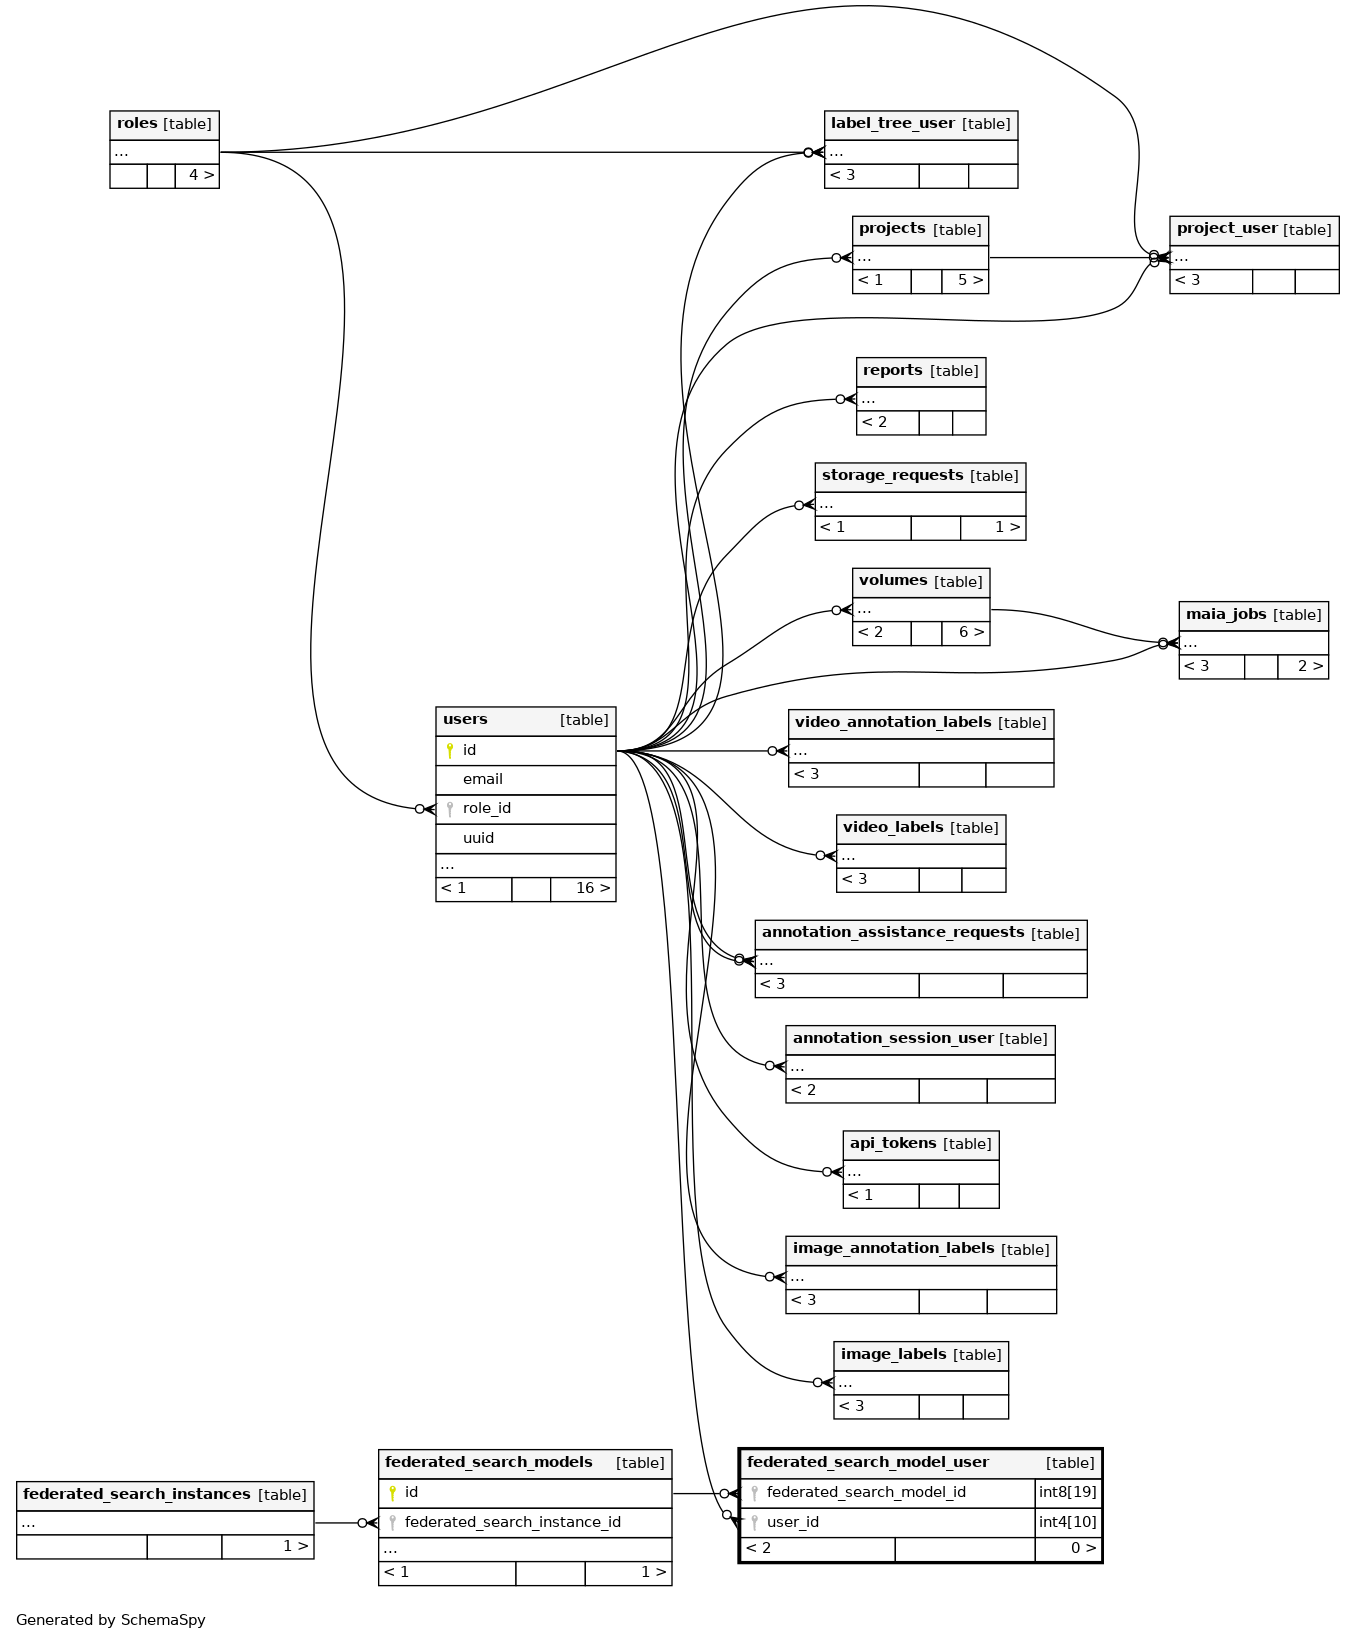 roles [table]
...
4 >
label_tree_user [table]
...
< 3
projects [table]
...
< 1 5 >
project_user [table]
...
< 3
reports [table]
...
< 2
storage_requests [table]
...
< 1 1 >
volumes [table]
...
< 2 6 >
maia_jobs [table]
...
< 3 2 >
users [table]
id
email
role_id
uuid
...
< 1 16 >
video_annotation_labels [table]
...
< 3
video_labels [table]
...
< 3
annotation_assistance_requests [table]
...
< 3
annotation_session_user [table]
...
< 2
api_tokens [table]
...
< 1
image_annotation_labels [table]
...
< 3
image_labels [table]
...
< 3
federated_search_instances [table]
...
1 >
federated_search_models [table]
id
federated_search_instance_id
...
< 1 1 >
federated_search_model_user [table]
federated_search_model_id int8[19]
user_id int4[10]
< 2 0 >
Generated by SchemaSpy